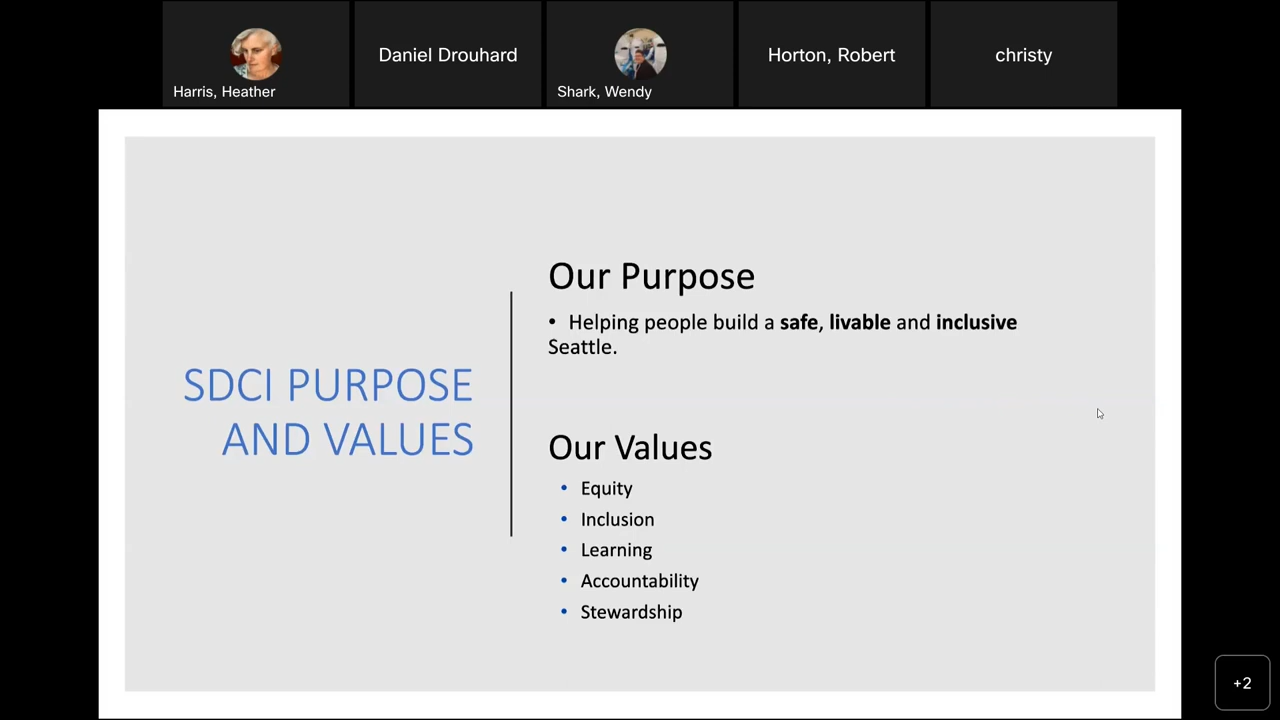 Daniel Drouhard
Horton, Robert
christy
Harris, Heather
Shark, Wendy
SDCI PURPOSE
AND VALUES
Our Purpose
• Helping people build a safe, livable and inclusive
Seattle.
Our Values
• Equity
• Inclusion
• Learning
• Accountability
• Stewardship
+2